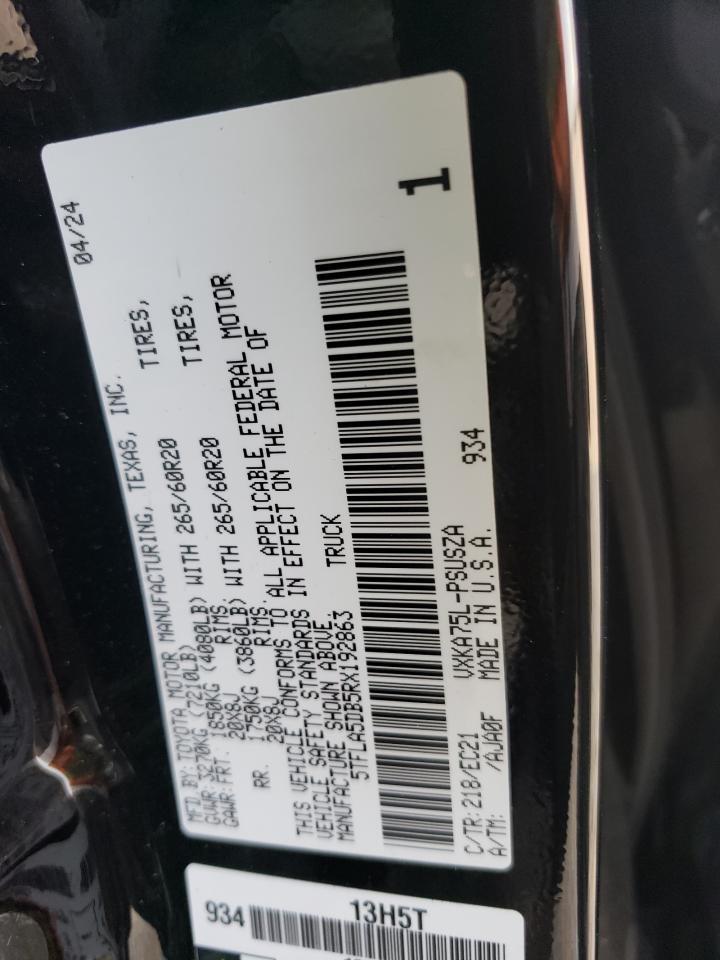 MFD.BY:TOYOTA MOTOR MANUFACTURING, TEXAS, INC. 04/24
GVWR:3270KG (7210LB)
GAWR:FRT. 1850KG (4080LB) WITH 265/60R20 TIRES,
20X8J RIMS.
RR. 1750KG (3860LB) WITH 265/60R20 TIRES,
20X8J RIMS.
THIS VEHICLE CONFORMS TO ALL APPLICABLE FEDERAL MOTOR
VEHICLE SAFETY STANDARDS IN EFFECT ON THE DATE OF
MANUFACTURE SHOWN ABOVE.
5TFLA5DB5RX192863 TRUCK
1
C/TR:218/EC21 VXKA75L-PSUSZA
A/TM: /AJA0F MADE IN U.S.A. 934
13H5T
934